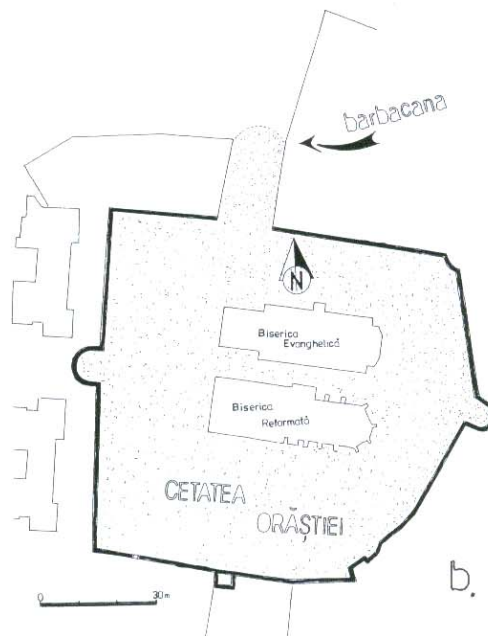 barbacana
N
Biserica
Evanghelică
Biserica
Reformată
CETATEA
ORĂȘTIEI
0 30m
b.